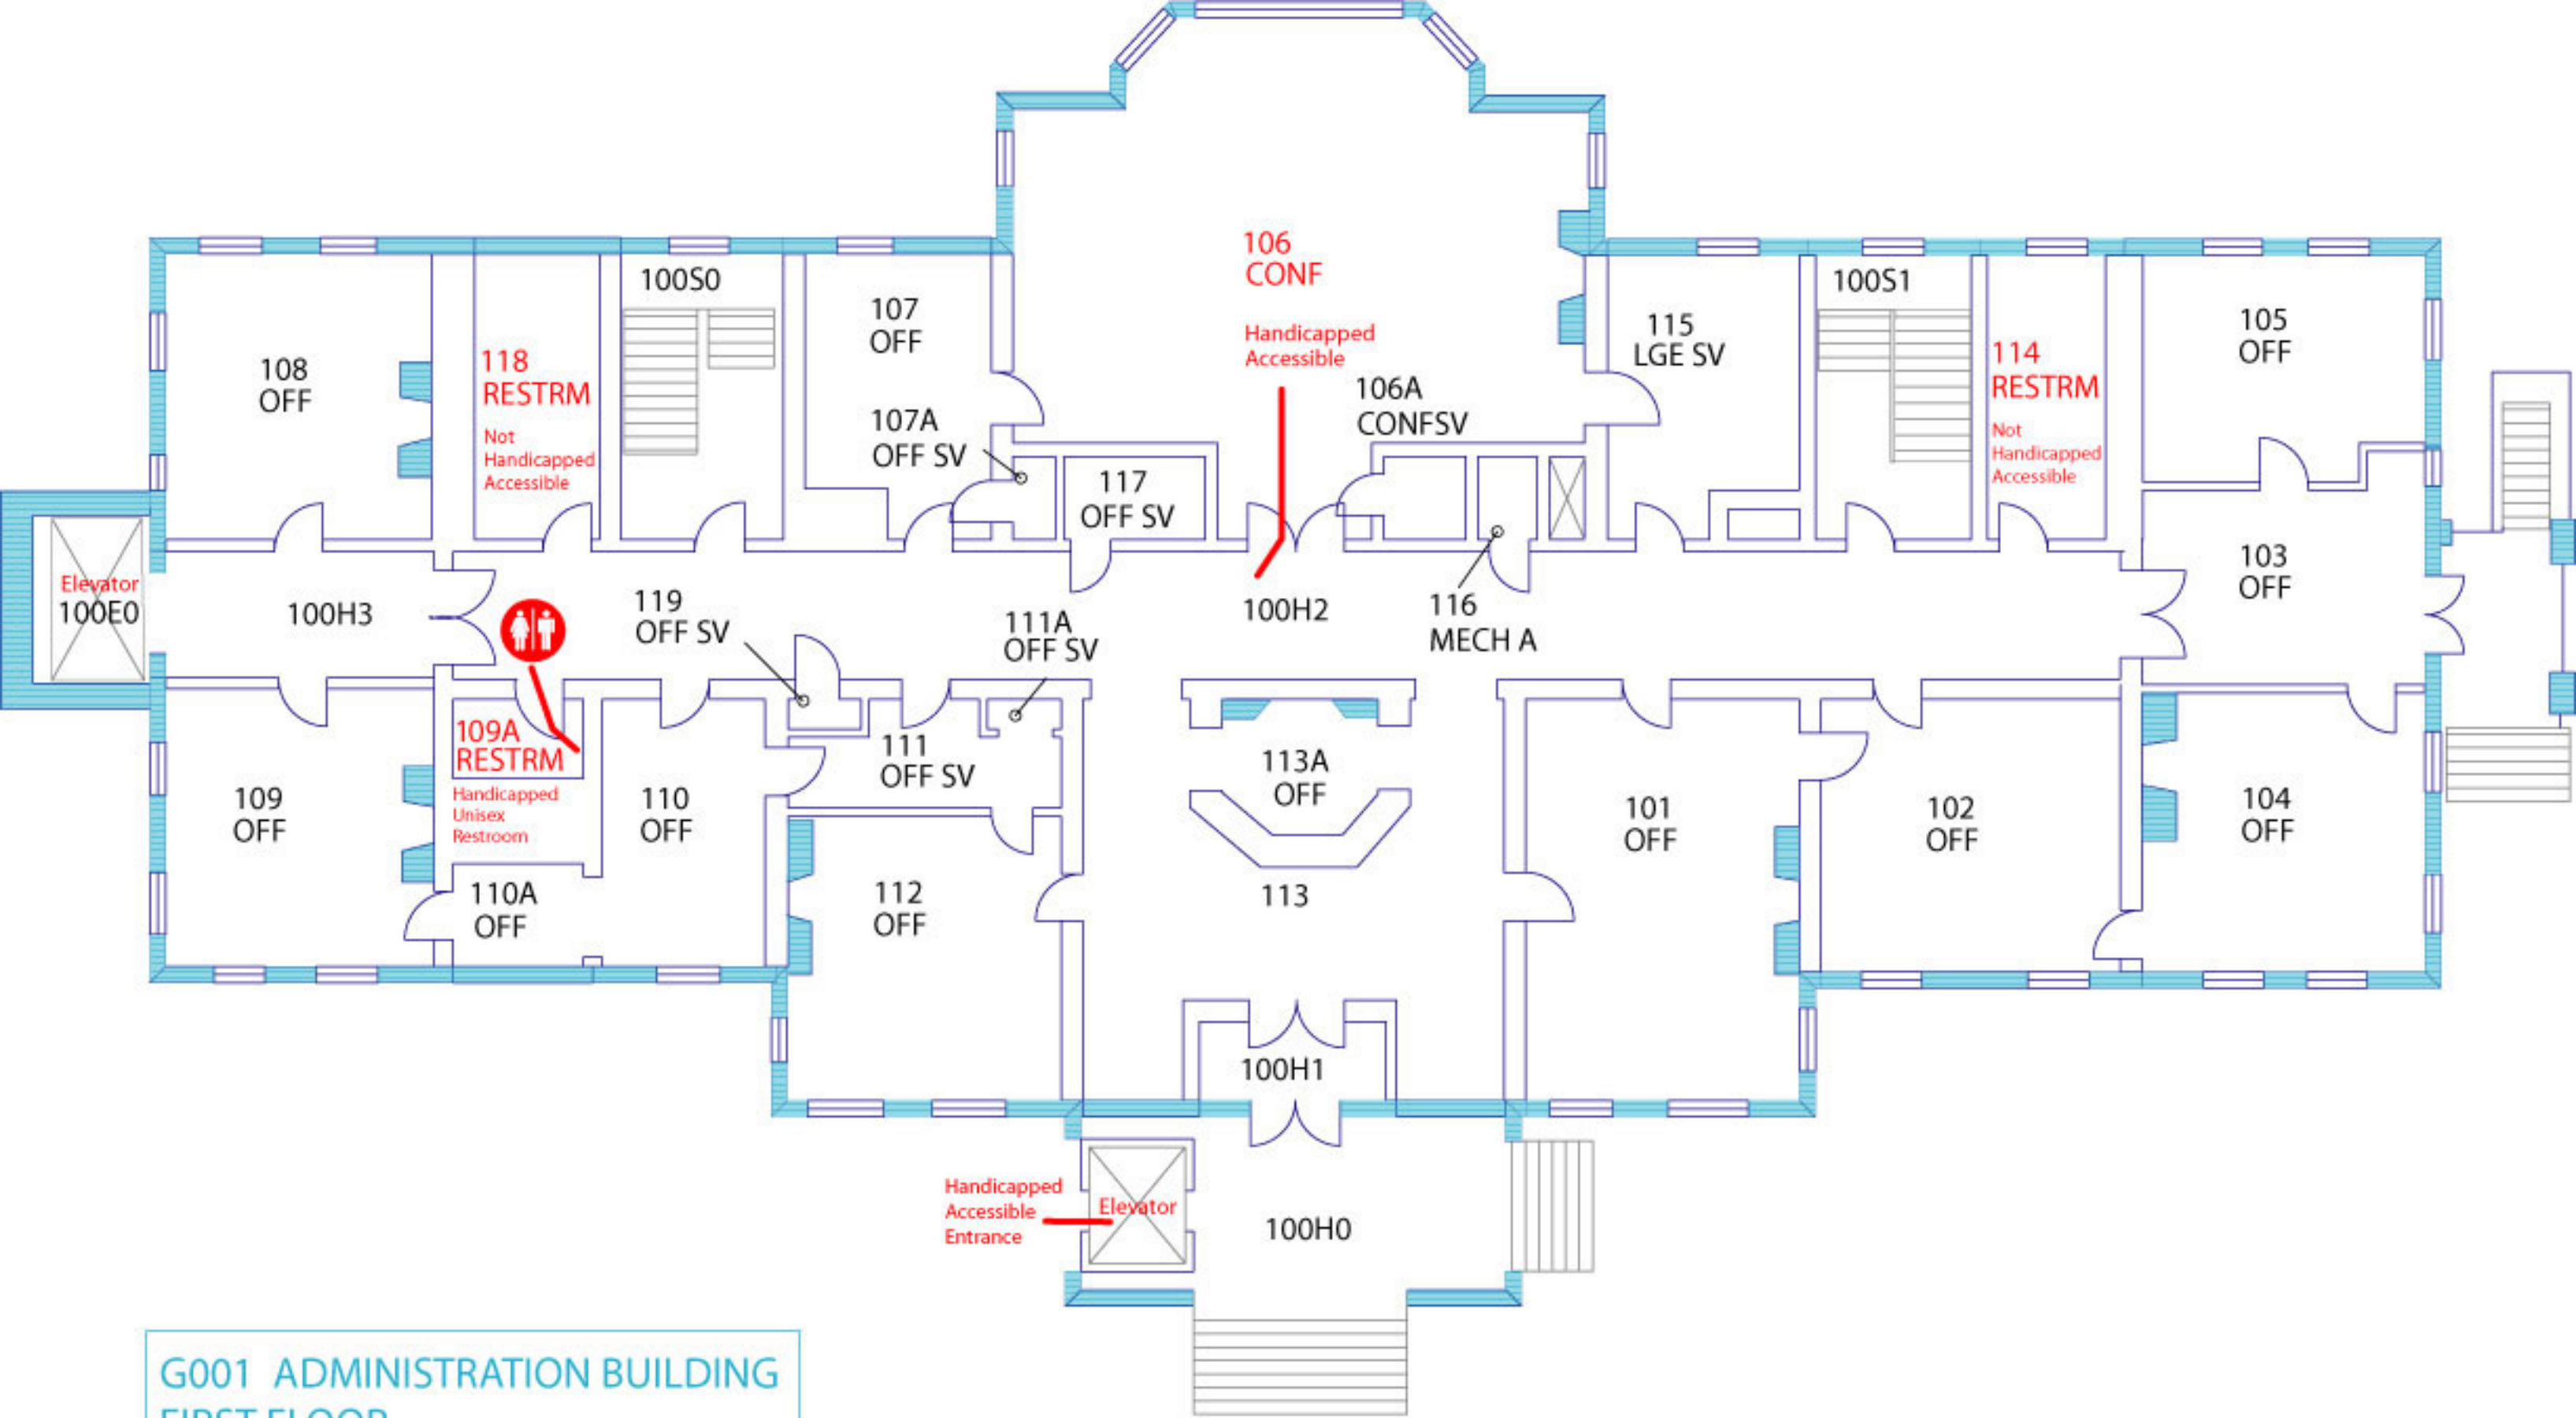 106
CONF
Handicapped
Accessible
100S0
107
OFF
107A
OFF SV
108
OFF
118
RESTRM
Not
Handicapped
Accessible
117
OFF SV
106A
CONFSV
115
LGE SV
100S1
114
RESTRM
Not
Handicapped
Accessible
105
OFF
103
OFF
Elevator
100E0
100H3
119
OFF SV
111A
OFF SV
100H2
116
MECH A
109A
RESTRM
Handicapped
Unisex
Restroom
109
OFF
110
OFF
110A
OFF
111
OFF SV
112
OFF
113A
OFF
113
101
OFF
102
OFF
104
OFF
100H1
Handicapped
Accessible
Entrance
Elevator
100H0
G001 ADMINISTRATION BUILDING
FIRST FLOOR